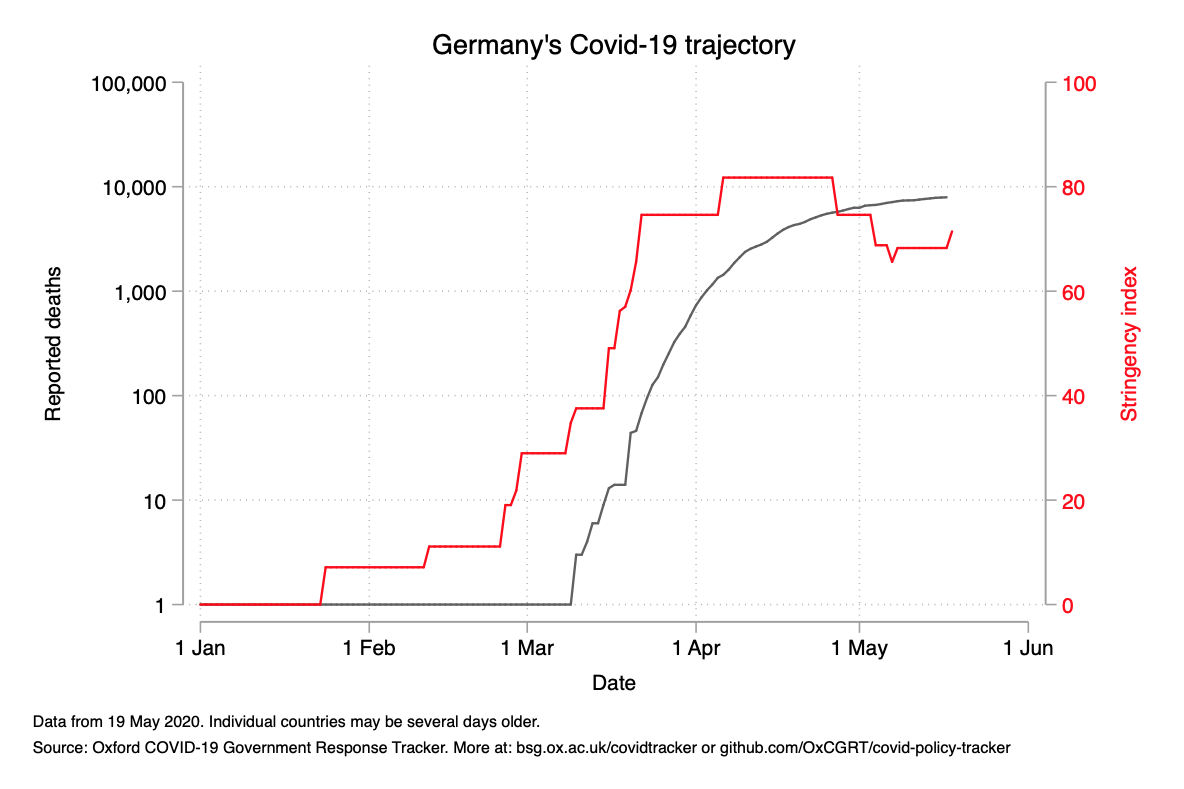 Germany's Covid-19 trajectory
100,000
10,000
1,000
100
10
1
Reported deaths
100
80
60
40
20
0
Stringency index
1 Jan
1 Feb
1 Mar
1 Apr
1 May
1 Jun
Date
Data from 19 May 2020. Individual countries may be several days older.
Source: Oxford COVID-19 Government Response Tracker. More at: bsg.ox.ac.uk/covidtracker or github.com/OxCGRT/covid-policy-tracker